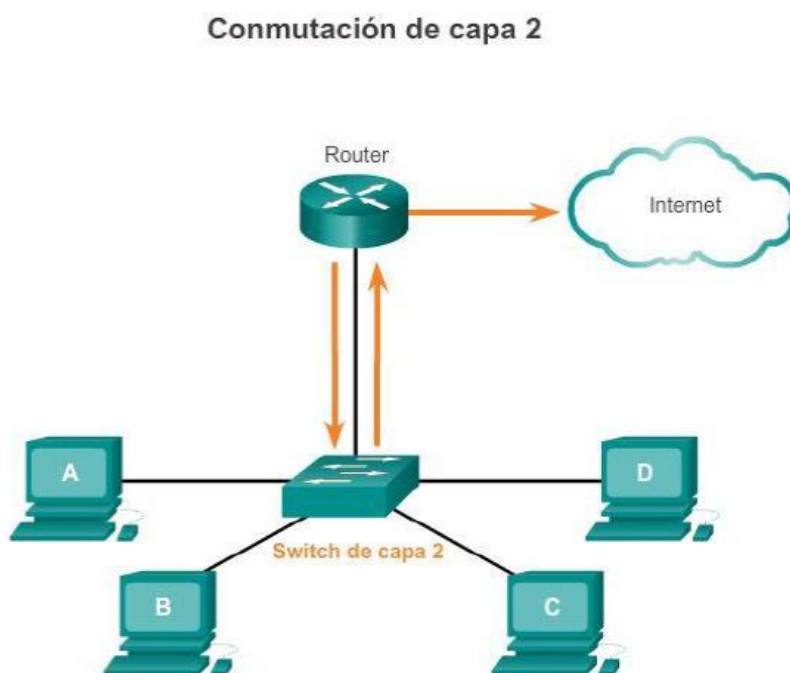 Conmutación de capa 2
Router
Internet
A
D
Switch de capa 2
B
C